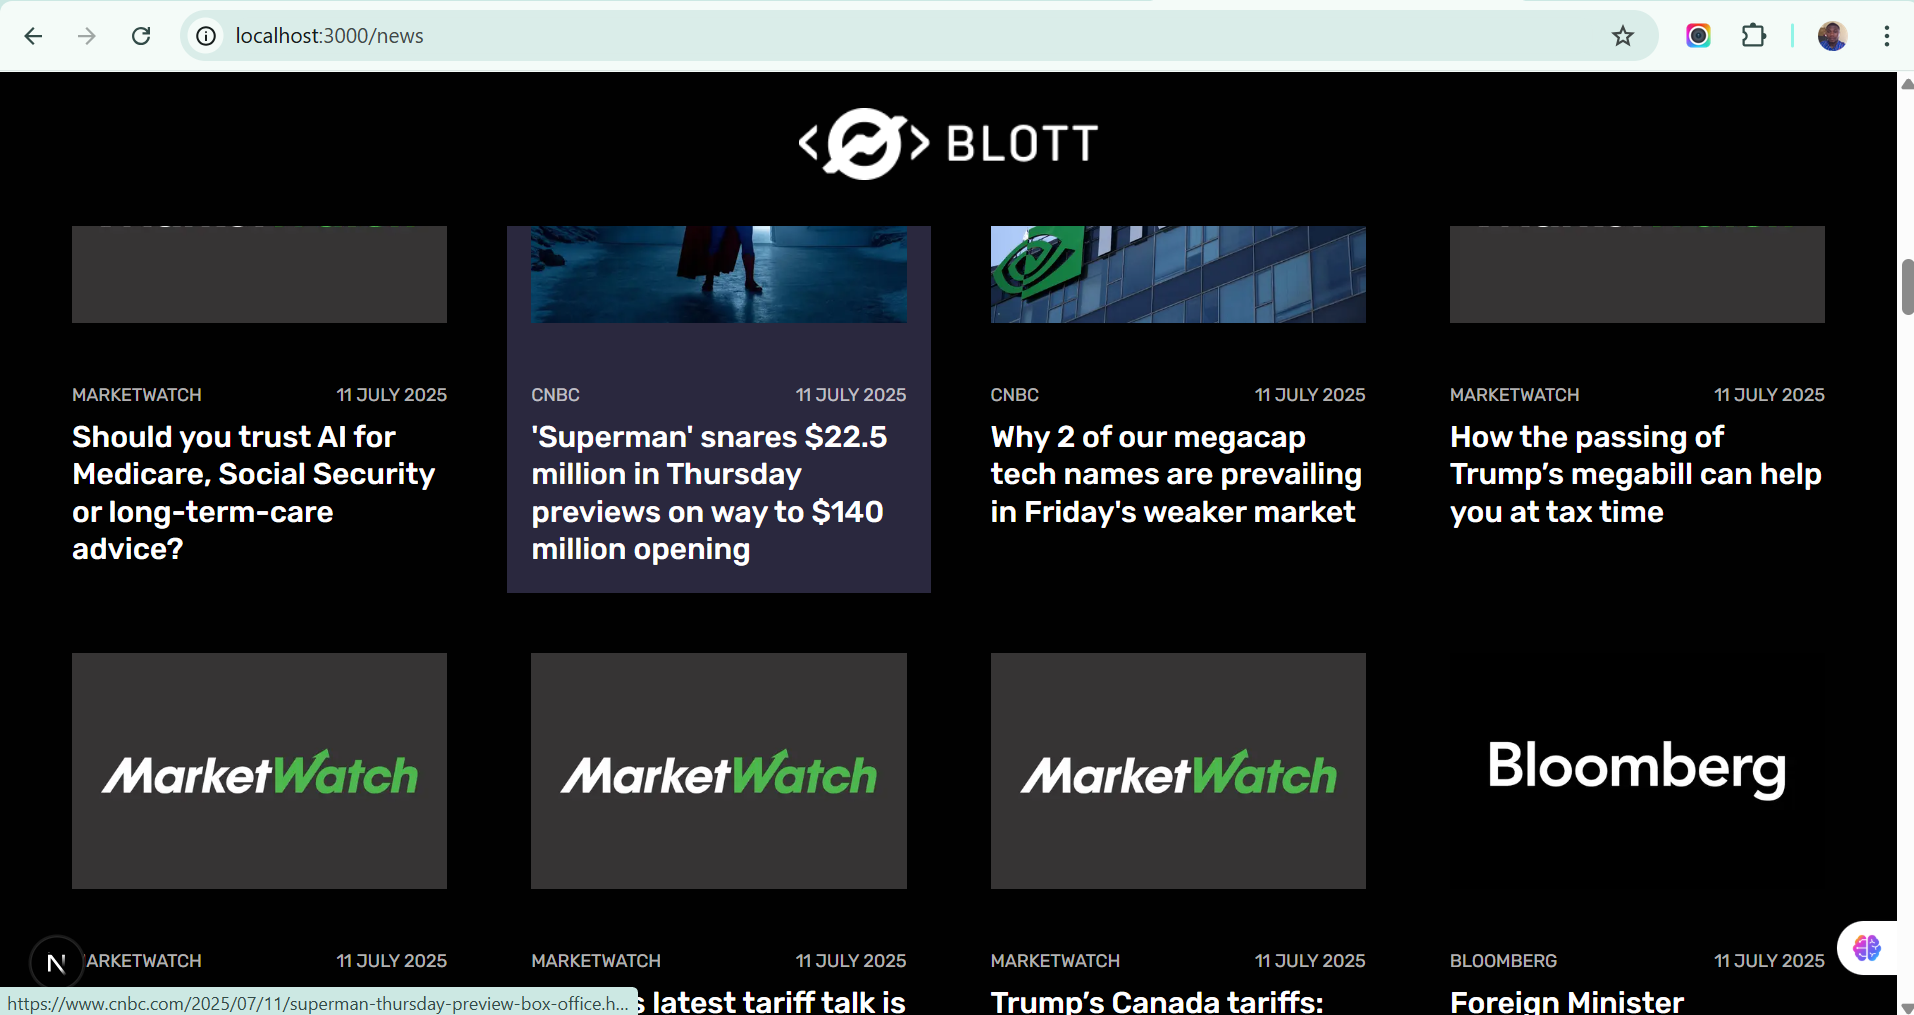 localhost:3000/news
BLOTT
MARKETWATCH 11 JULY 2025
Should you trust AI for
Medicare, Social Security
or long-term-care
advice?
CNBC 11 JULY 2025
'Superman' snares $22.5
million in Thursday
previews on way to $140
million opening
CNBC 11 JULY 2025
Why 2 of our megacap
tech names are prevailing
in Friday's weaker market
MARKETWATCH 11 JULY 2025
How the passing of
Trump’s megabill can help
you at tax time
MarketWatch
MarketWatch
MarketWatch
Bloomberg
N
ARKETWATCH 11 JULY 2025
MARKETWATCH 11 JULY 2025
s latest tariff talk is
MARKETWATCH 11 JULY 2025
Trump’s Canada tariffs:
BLOOMBERG 11 JULY 2025
Foreign Minister
https://www.cnbc.com/2025/07/11/superman-thursday-preview-box-office.h...